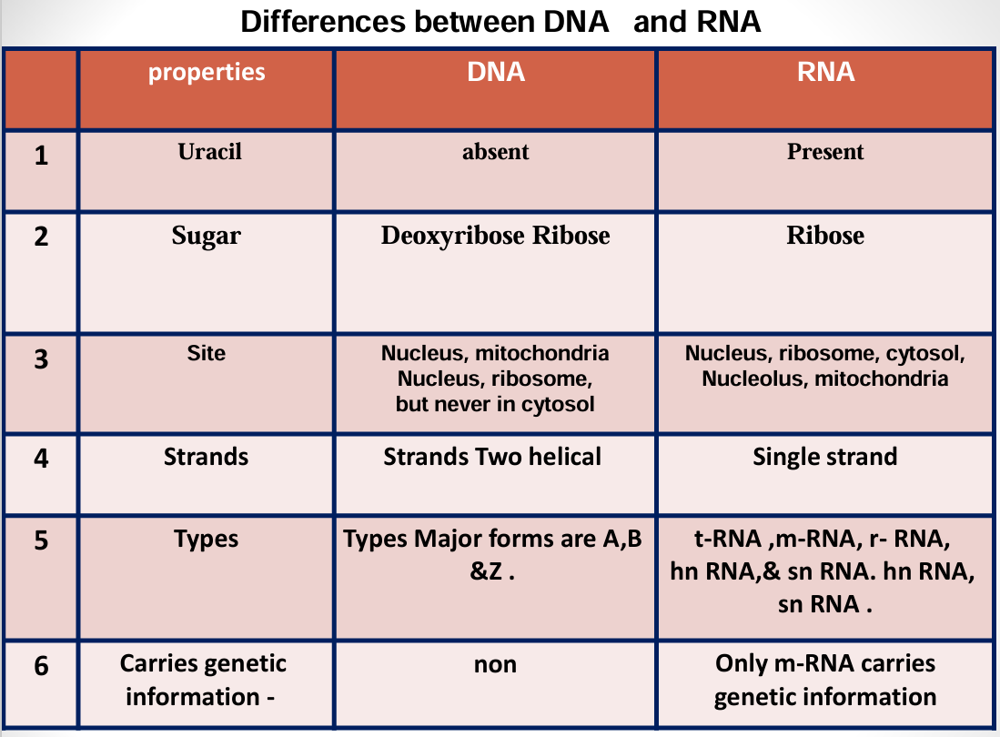 Differences between DNA and RNA
properties DNA RNA
1 Uracil absent Present
2 Sugar Deoxyribose Ribose Ribose
3 Site Nucleus, mitochondria Nucleus, ribosome, cytosol,
Nucleus, ribosome, Nucleolus, mitochondria
but never in cytosol
4 Strands Strands Two helical Single strand
5 Types Types Major forms are A,B t-RNA ,m-RNA, r- RNA,
&Z . hn RNA,& sn RNA. hn RNA,
sn RNA .
6 Carries genetic non Only m-RNA carries
information - genetic information